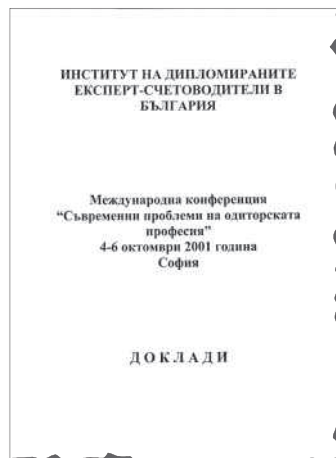 ИНСТИТУТ НА ДИПЛОМИРАНИТЕ
ЕКСПЕРТ-СЧЕТОВОДИТЕЛИ В
БЪЛГАРИЯ
Международна конференция
“Съвременни проблеми на одиторската
професия”
4-6 октомври 2001 година
София
Д О К Л А Д И